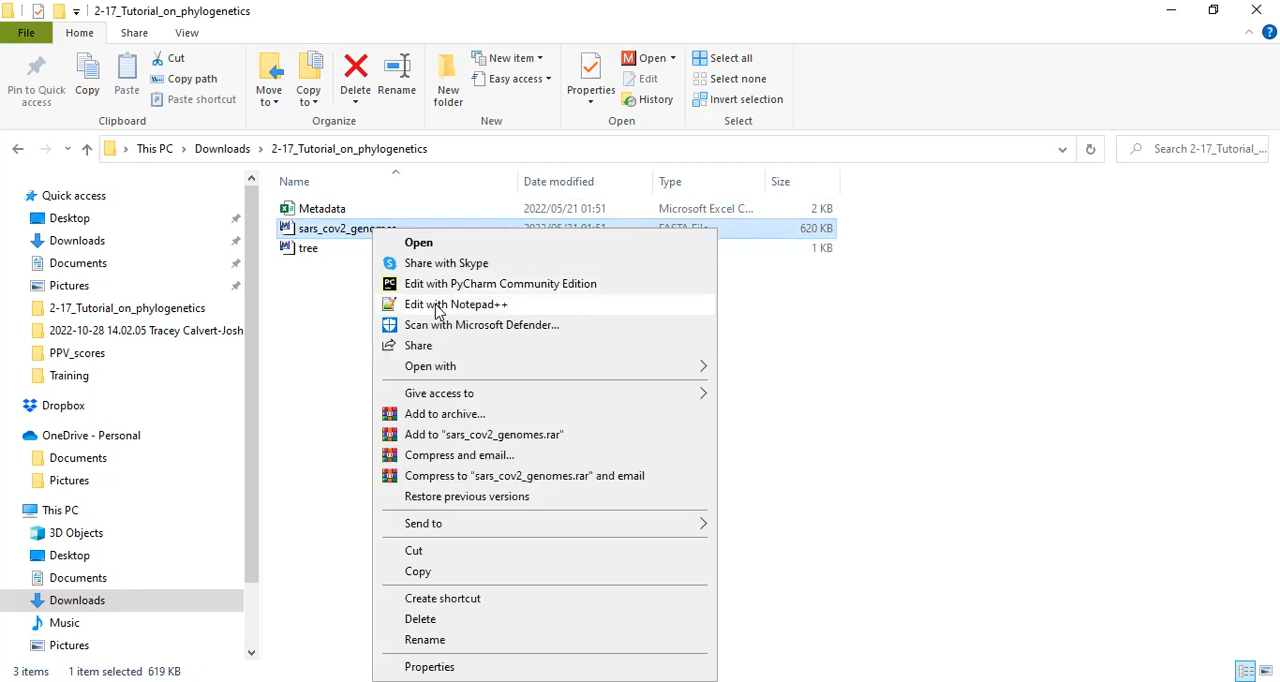 2-17_Tutorial_on_phylogenetics
File Home Share View
Pin to Quick access
Copy
Paste
Cut
Copy path
Paste shortcut
Clipboard
Move to
Copy to
Delete
Rename
Organize
New folder
New item
Easy access
New
Properties
Open
Edit
History
Open
Select all
Select none
Invert selection
Select
This PC > Downloads > 2-17_Tutorial_on_phylogenetics
Search 2-17_Tutorial_...
Quick access
Desktop
Downloads
Documents
Pictures
2-17_Tutorial_on_phylogenetics
2022-10-28 14.02.05 Tracey Calvert-Josh
PPV_scores
Training
Dropbox
OneDrive - Personal
Documents
Pictures
This PC
3D Objects
Desktop
Documents
Downloads
Music
Pictures
Name Date modified Type Size
Metadata 2022/05/21 01:51 Microsoft Excel C... 2 KB
sars_cov2_genomes 2022/05/21 01:51 FASTA File 620 KB
tree 1 KB
Open
Share with Skype
Edit with PyCharm Community Edition
Edit with Notepad++
Scan with Microsoft Defender...
Share
Open with
Give access to
Add to archive...
Add to "sars_cov2_genomes.rar"
Compress and email...
Compress to "sars_cov2_genomes.rar" and email
Restore previous versions
Send to
Cut
Copy
Create shortcut
Delete
Rename
Properties
3 items 1 item selected 619 KB